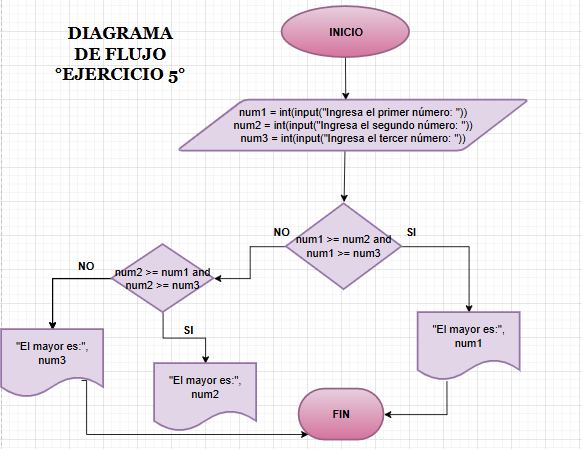 DIAGRAMA
DE FLUJO
°EJERCICIO 5°
INICIO
num1 = int(input("Ingresa el primer número: "))
num2 = int(input("Ingresa el segundo número: "))
num3 = int(input("Ingresa el tercer número: "))
NO
num1 >= num2 and
num1 >= num3
SI
NO
num2 >= num1 and
num2 >= num3
SI
"El mayor es:",
num1
"El mayor es:",
num3
"El mayor es:",
num2
FIN